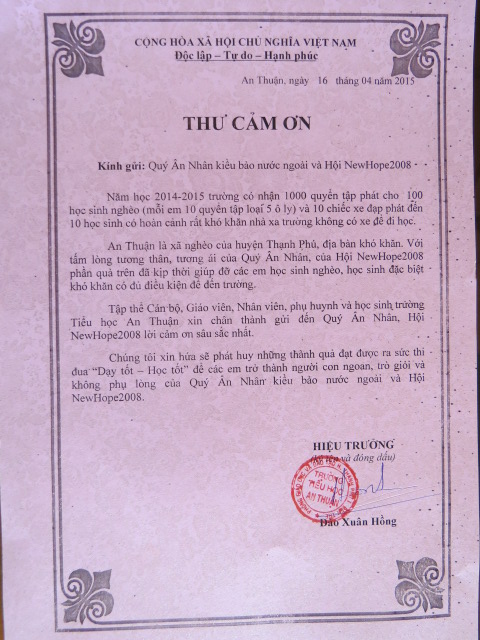 CỘNG HÒA XÃ HỘI CHỦ NGHĨA VIỆT NAM
Độc lập – Tự do – Hạnh phúc
An Thuận, ngày 16 tháng 04 năm 2015
THƯ CẢM ƠN
Kính gửi: Quý Ân Nhân kiều bào nước ngoài và Hội NewHope2008
Năm học 2014-2015 trường có nhận 1000 quyển tập phát cho 100
học sinh nghèo (mỗi em 10 quyển tập loại 5 ô ly) và 10 chiếc xe đạp phát đến
10 học sinh có hoàn cảnh rất khó khăn nhà xa trường không có xe để đi học.
An Thuận là xã nghèo của huyện Thạnh Phú, địa bàn khó khăn. Với
tấm lòng tương thân, tương ái của Quý Ân Nhân, của Hội NewHope2008
phần quà trên đã kịp thời giúp đỡ các em học sinh nghèo, học sinh đặc biệt
khó khăn có đủ điều kiện để đến trường.
Tập thể Cán bộ, Giáo viên, Nhân viên, phụ huynh và học sinh trường
Tiểu học An Thuận xin chân thành gửi đến Quý Ân Nhân, Hội
NewHope2008 lời cảm ơn sâu sắc nhất.
Chúng tôi xin hứa sẽ phát huy những thành quả đạt được ra sức thi
đua “Dạy tốt – Học tốt” để các em trở thành người con ngoan, trò giỏi và
không phụ lòng của Quý Ân Nhân kiều bào nước ngoài và Hội
NewHope2008.
HIỆU TRƯỞNG
(ký tên và đóng dấu)
TRƯỜNG
TIỂU HỌC
AN THUẬN
Đào Xuân Hồng